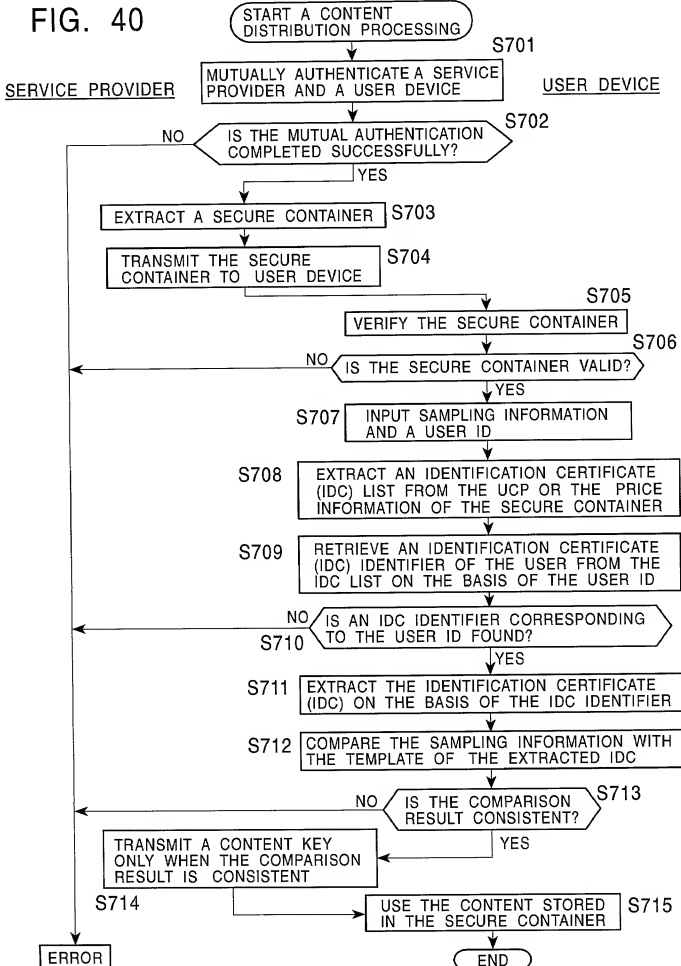 FIG. 40
START A CONTENT
DISTRIBUTION PROCESSING
S701
SERVICE PROVIDER
MUTUALLY AUTHENTICATE A SERVICE
PROVIDER AND A USER DEVICE
USER DEVICE
S702
NO
IS THE MUTUAL AUTHENTICATION
COMPLETED SUCCESSFULLY?
YES
EXTRACT A SECURE CONTAINER
S703
TRANSMIT THE SECURE
CONTAINER TO USER DEVICE
S704
S705
VERIFY THE SECURE CONTAINER
S706
NO
IS THE SECURE CONTAINER VALID?
YES
S707
INPUT SAMPLING INFORMATION
AND A USER ID
S708
EXTRACT AN IDENTIFICATION CERTIFICATE
(IDC) LIST FROM THE UCP OR THE PRICE
INFORMATION OF THE SECURE CONTAINER
S709
RETRIEVE AN IDENTIFICATION CERTIFICATE
(IDC) IDENTIFIER OF THE USER FROM THE
IDC LIST ON THE BASIS OF THE USER ID
NO
IS AN IDC IDENTIFIER CORRESPONDING
TO THE USER ID FOUND?
S710
YES
S711
EXTRACT THE IDENTIFICATION CERTIFICATE
(IDC) ON THE BASIS OF THE IDC IDENTIFIER
S712
COMPARE THE SAMPLING INFORMATION WITH
THE TEMPLATE OF THE EXTRACTED IDC
S713
NO
IS THE COMPARISON
RESULT CONSISTENT?
YES
TRANSMIT A CONTENT KEY
ONLY WHEN THE COMPARISON
RESULT IS CONSISTENT
S714
USE THE CONTENT STORED
IN THE SECURE CONTAINER
S715
ERROR
END